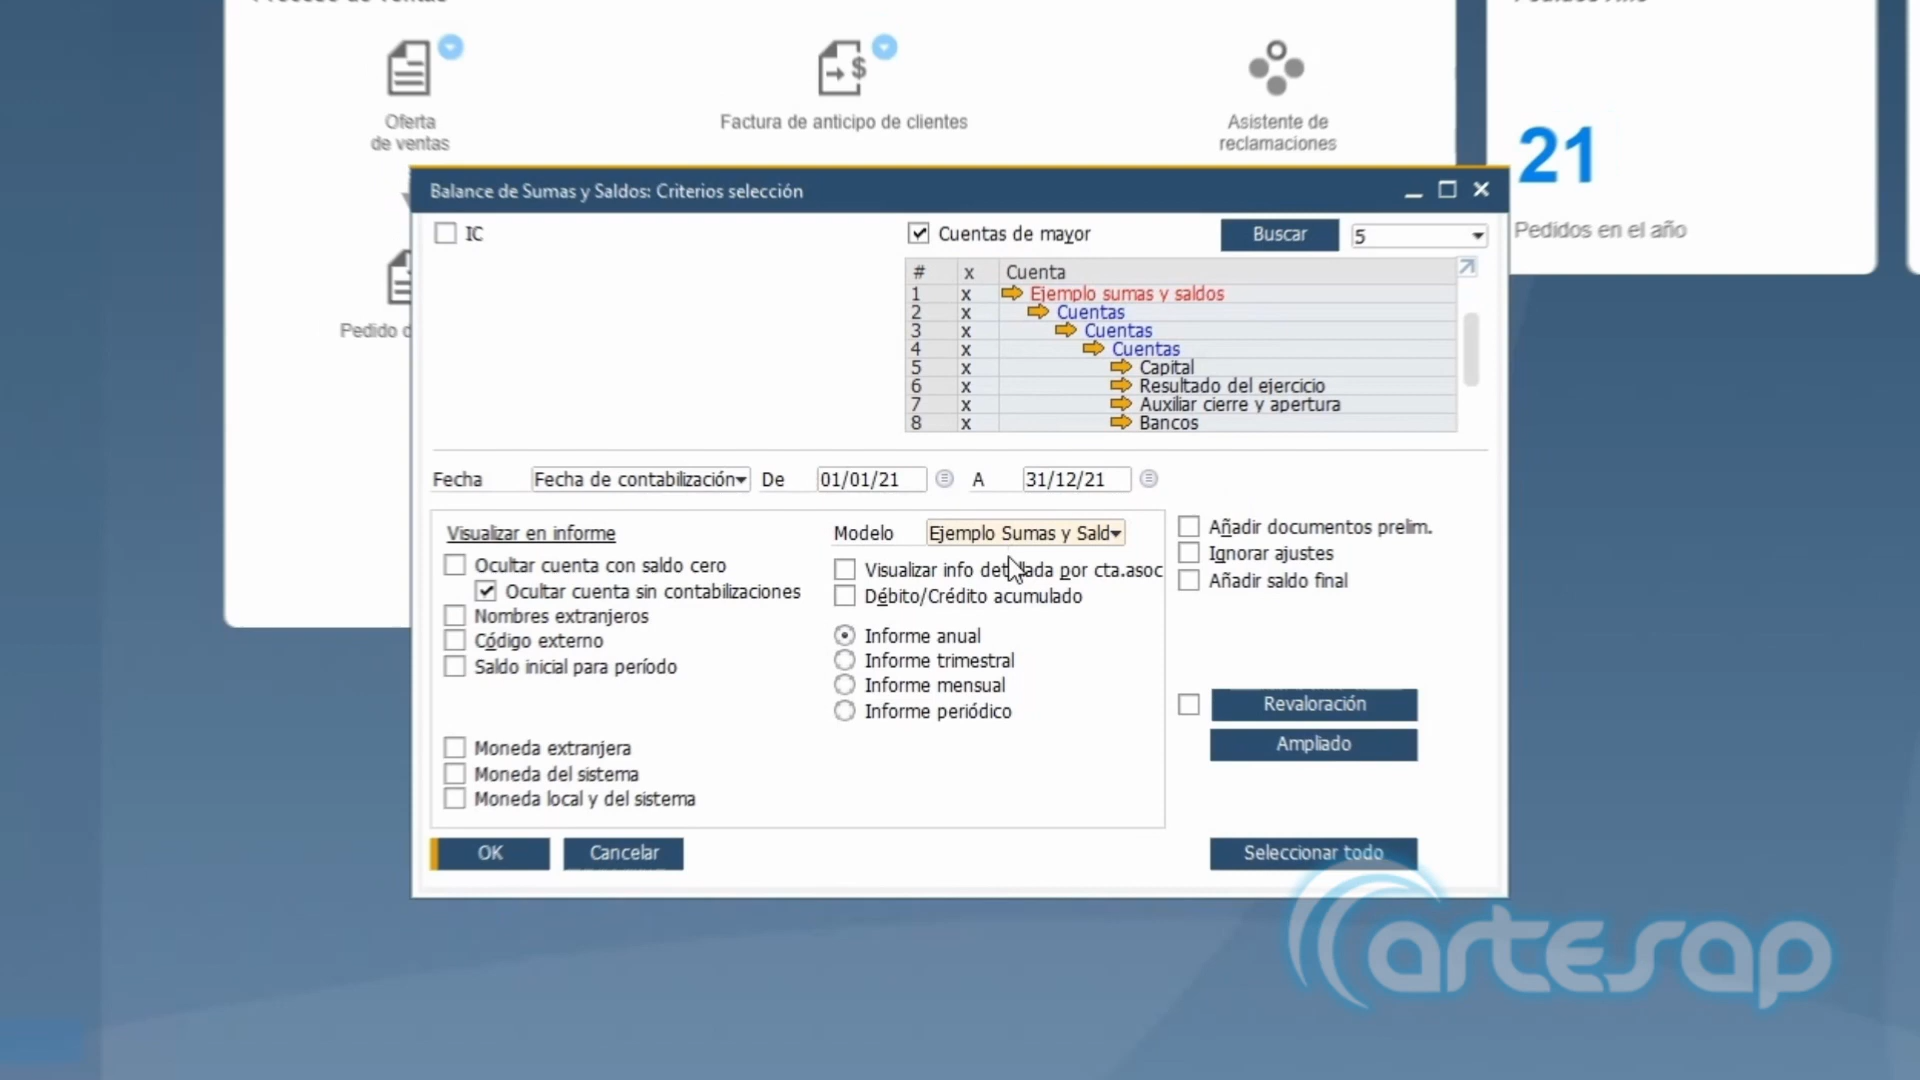 Proceso de ventas
Pedidos Año
Oferta
de ventas
Factura de anticipo de clientes
Asistente de
reclamaciones
21
Pedidos en el año
Pedido
Balance de Sumas y Saldos: Criterios selección
IC
Cuentas de mayor
Buscar
5
# x Cuenta
1 x Ejemplo sumas y saldos
2 x Cuentas
3 x Cuentas
4 x Cuentas
5 x Capital
6 x Resultado del ejercicio
7 x Auxiliar cierre y apertura
8 x Bancos
Fecha Fecha de contabilización De 01/01/21 A 31/12/21
Visualizar en informe
Ocultar cuenta con saldo cero
Ocultar cuenta sin contabilizaciones
Nombres extranjeros
Código externo
Saldo inicial para período
Moneda extranjera
Moneda del sistema
Moneda local y del sistema
Modelo Ejemplo Sumas y Sald
Visualizar info detallada por cta.asoc
Débito/Crédito acumulado
Informe anual
Informe trimestral
Informe mensual
Informe periódico
Añadir documentos prelim.
Ignorar ajustes
Añadir saldo final
Revaloración
Ampliado
OK
Cancelar
Seleccionar todo
artesap